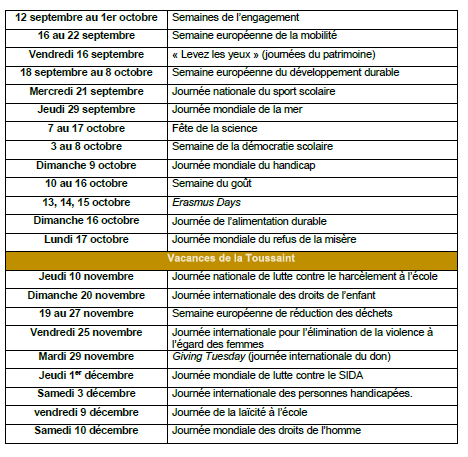 12 septembre au 1er octobre Semaines de l'engagement
16 au 22 septembre Semaine européenne de la mobilité
Vendredi 16 septembre « Levez les yeux » (journées du patrimoine)
18 septembre au 8 octobre Semaine européenne du développement durable
Mercredi 21 septembre Journée nationale du sport scolaire
Jeudi 29 septembre Journée mondiale de la mer
7 au 17 octobre Fête de la science
3 au 8 octobre Semaine de la démocratie scolaire
Dimanche 9 octobre Journée mondiale du handicap
10 au 16 octobre Semaine du goût
13, 14, 15 octobre Erasmus Days
Dimanche 16 octobre Journée de l'alimentation durable
Lundi 17 octobre Journée mondiale du refus de la misère
Vacances de la Toussaint
Jeudi 10 novembre Journée nationale de lutte contre le harcèlement à l'école
Dimanche 20 novembre Journée internationale des droits de l'enfant
19 au 27 novembre Semaine européenne de réduction des déchets
Vendredi 25 novembre Journée internationale pour l'élimination de la violence à
l'égard des femmes
Mardi 29 novembre Giving Tuesday (journée internationale du don)
Jeudi 1er décembre Journée mondiale de lutte contre le SIDA
Samedi 3 décembre Journée internationale des personnes handicapées.
vendredi 9 décembre Journée de la laïcité à l'école
Samedi 10 décembre Journée mondiale des droits de l'homme